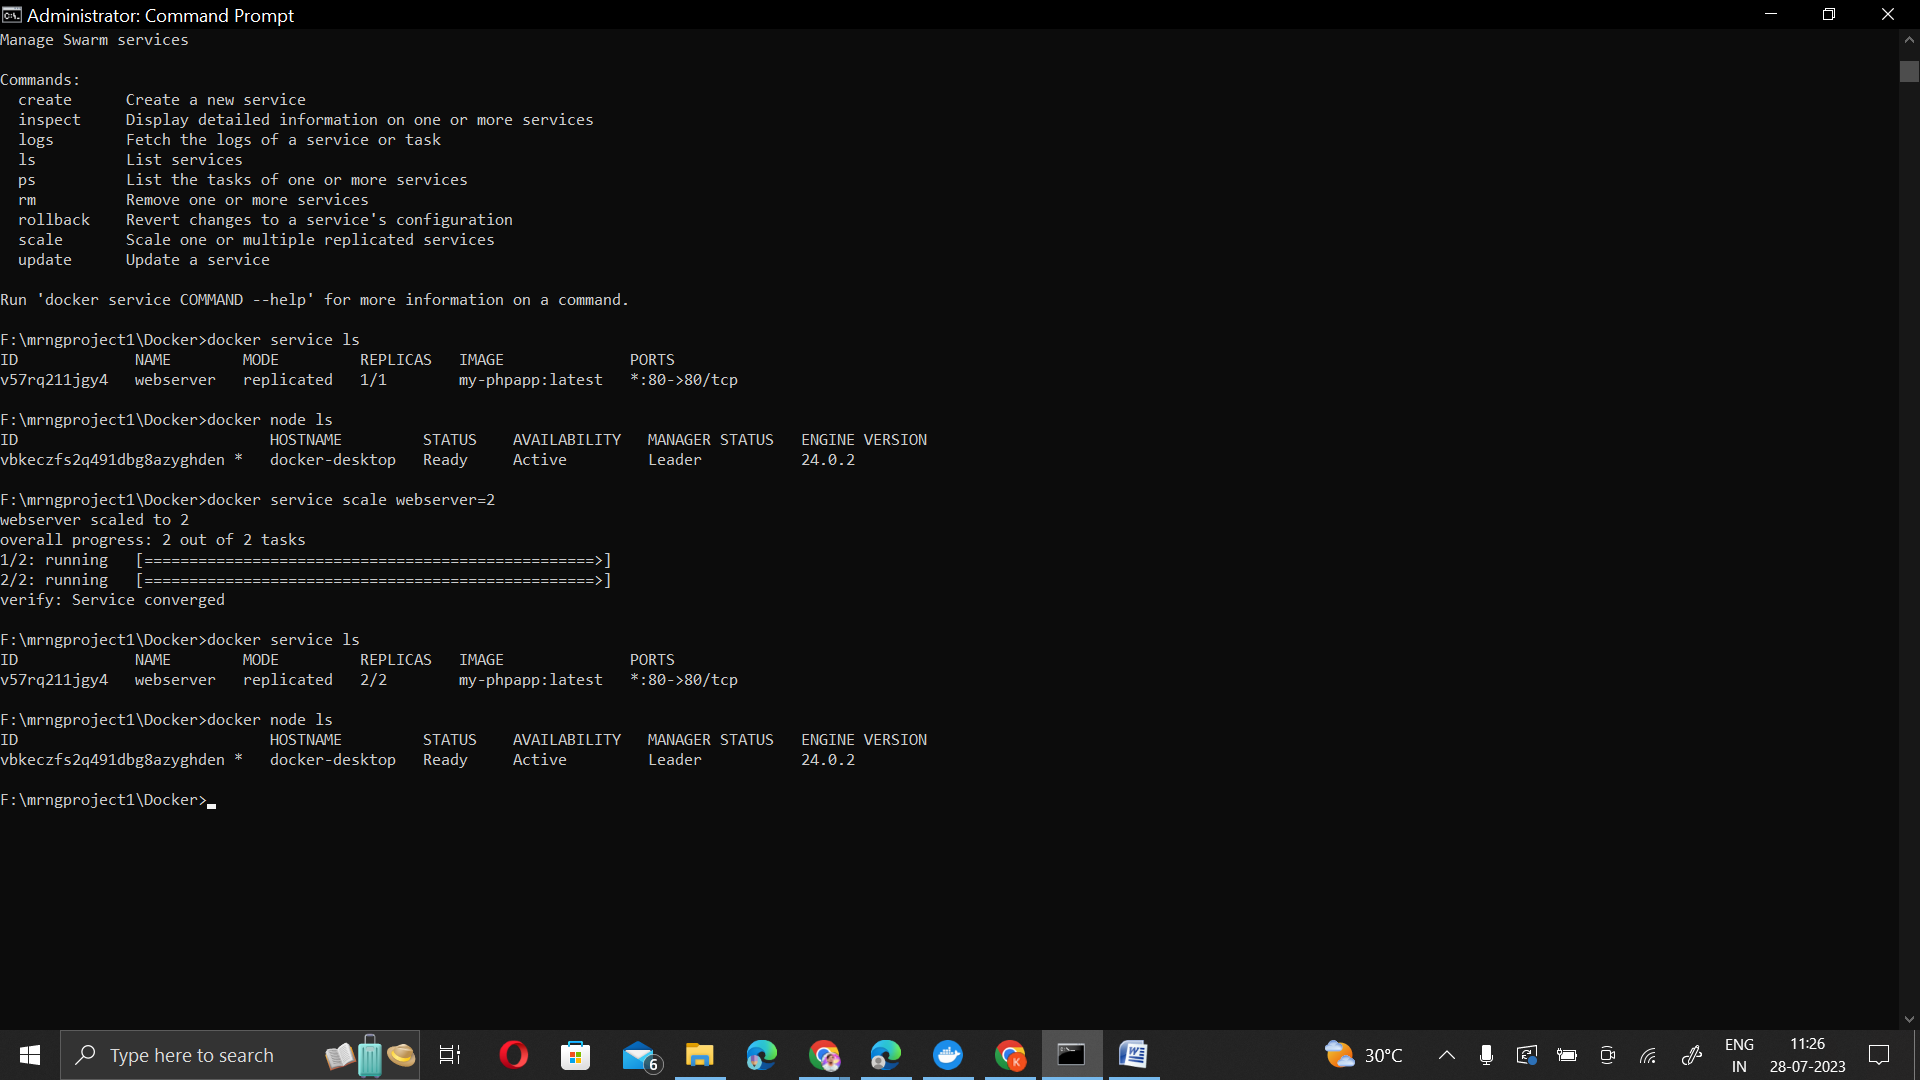 Administrator: Command Prompt
Manage Swarm services
Commands:
create Create a new service
inspect Display detailed information on one or more services
logs Fetch the logs of a service or task
ls List services
ps List the tasks of one or more services
rm Remove one or more services
rollback Revert changes to a service's configuration
scale Scale one or multiple replicated services
update Update a service
Run 'docker service COMMAND --help' for more information on a command.
F:\mrngproject1\Docker>docker service ls
ID NAME MODE REPLICAS IMAGE PORTS
v57rq211jgy4 webserver replicated 1/1 my-phpapp:latest *:80->80/tcp
F:\mrngproject1\Docker>docker node ls
ID HOSTNAME STATUS AVAILABILITY MANAGER STATUS ENGINE VERSION
vbkeczfs2q491dbg8azyghden * docker-desktop Ready Active Leader 24.0.2
F:\mrngproject1\Docker>docker service scale webserver=2
webserver scaled to 2
overall progress: 2 out of 2 tasks
1/2: running [==================================================>]
2/2: running [==================================================>]
verify: Service converged
F:\mrngproject1\Docker>docker service ls
ID NAME MODE REPLICAS IMAGE PORTS
v57rq211jgy4 webserver replicated 2/2 my-phpapp:latest *:80->80/tcp
F:\mrngproject1\Docker>docker node ls
ID HOSTNAME STATUS AVAILABILITY MANAGER STATUS ENGINE VERSION
vbkeczfs2q491dbg8azyghden * docker-desktop Ready Active Leader 24.0.2
F:\mrngproject1\Docker>
Type here to search
6
K
30°C
ENG
IN
11:26
28-07-2023